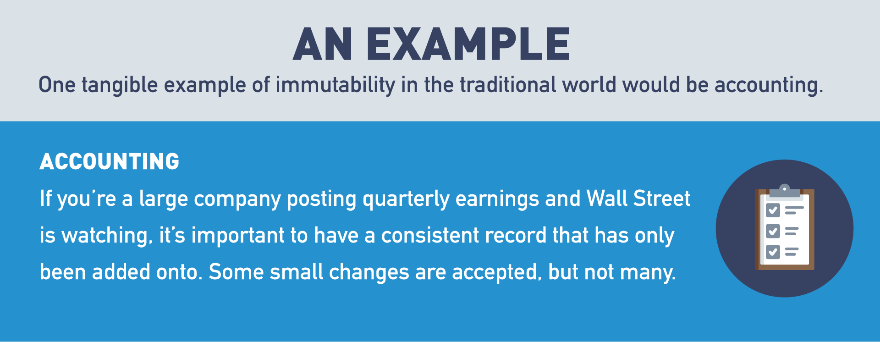 AN EXAMPLE
One tangible example of immutability in the traditional world would be accounting.
ACCOUNTING
If you're a large company posting quarterly earnings and Wall Street
is watching, it's important to have a consistent record that has only
been added onto. Some small changes are accepted, but not many.